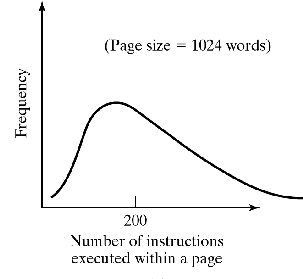 (Page size = 1024 words)
Frequency
200
Number of instructions
executed within a page